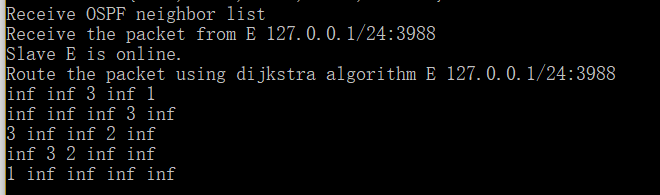 Receive OSPF neighbor list
Receive the packet from E 127.0.0.1/24:3988
Slave E is online.
Route the packet using dijkstra algorithm E 127.0.0.1/24:3988
inf inf 3 inf 1
inf inf inf 3 inf
3 inf inf 2 inf
inf 3 2 inf inf
1 inf inf inf inf